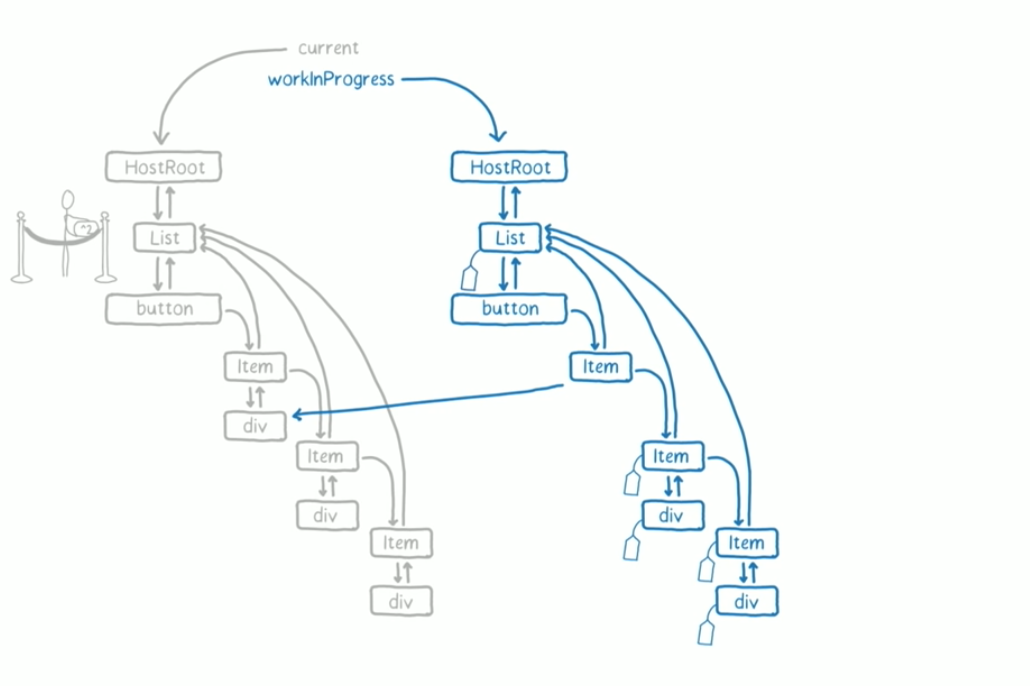 current
workInProgress
HostRoot
HostRoot
^2
List
List
button
button
Item
Item
div
Item
Item
div
div
Item
Item
div
div